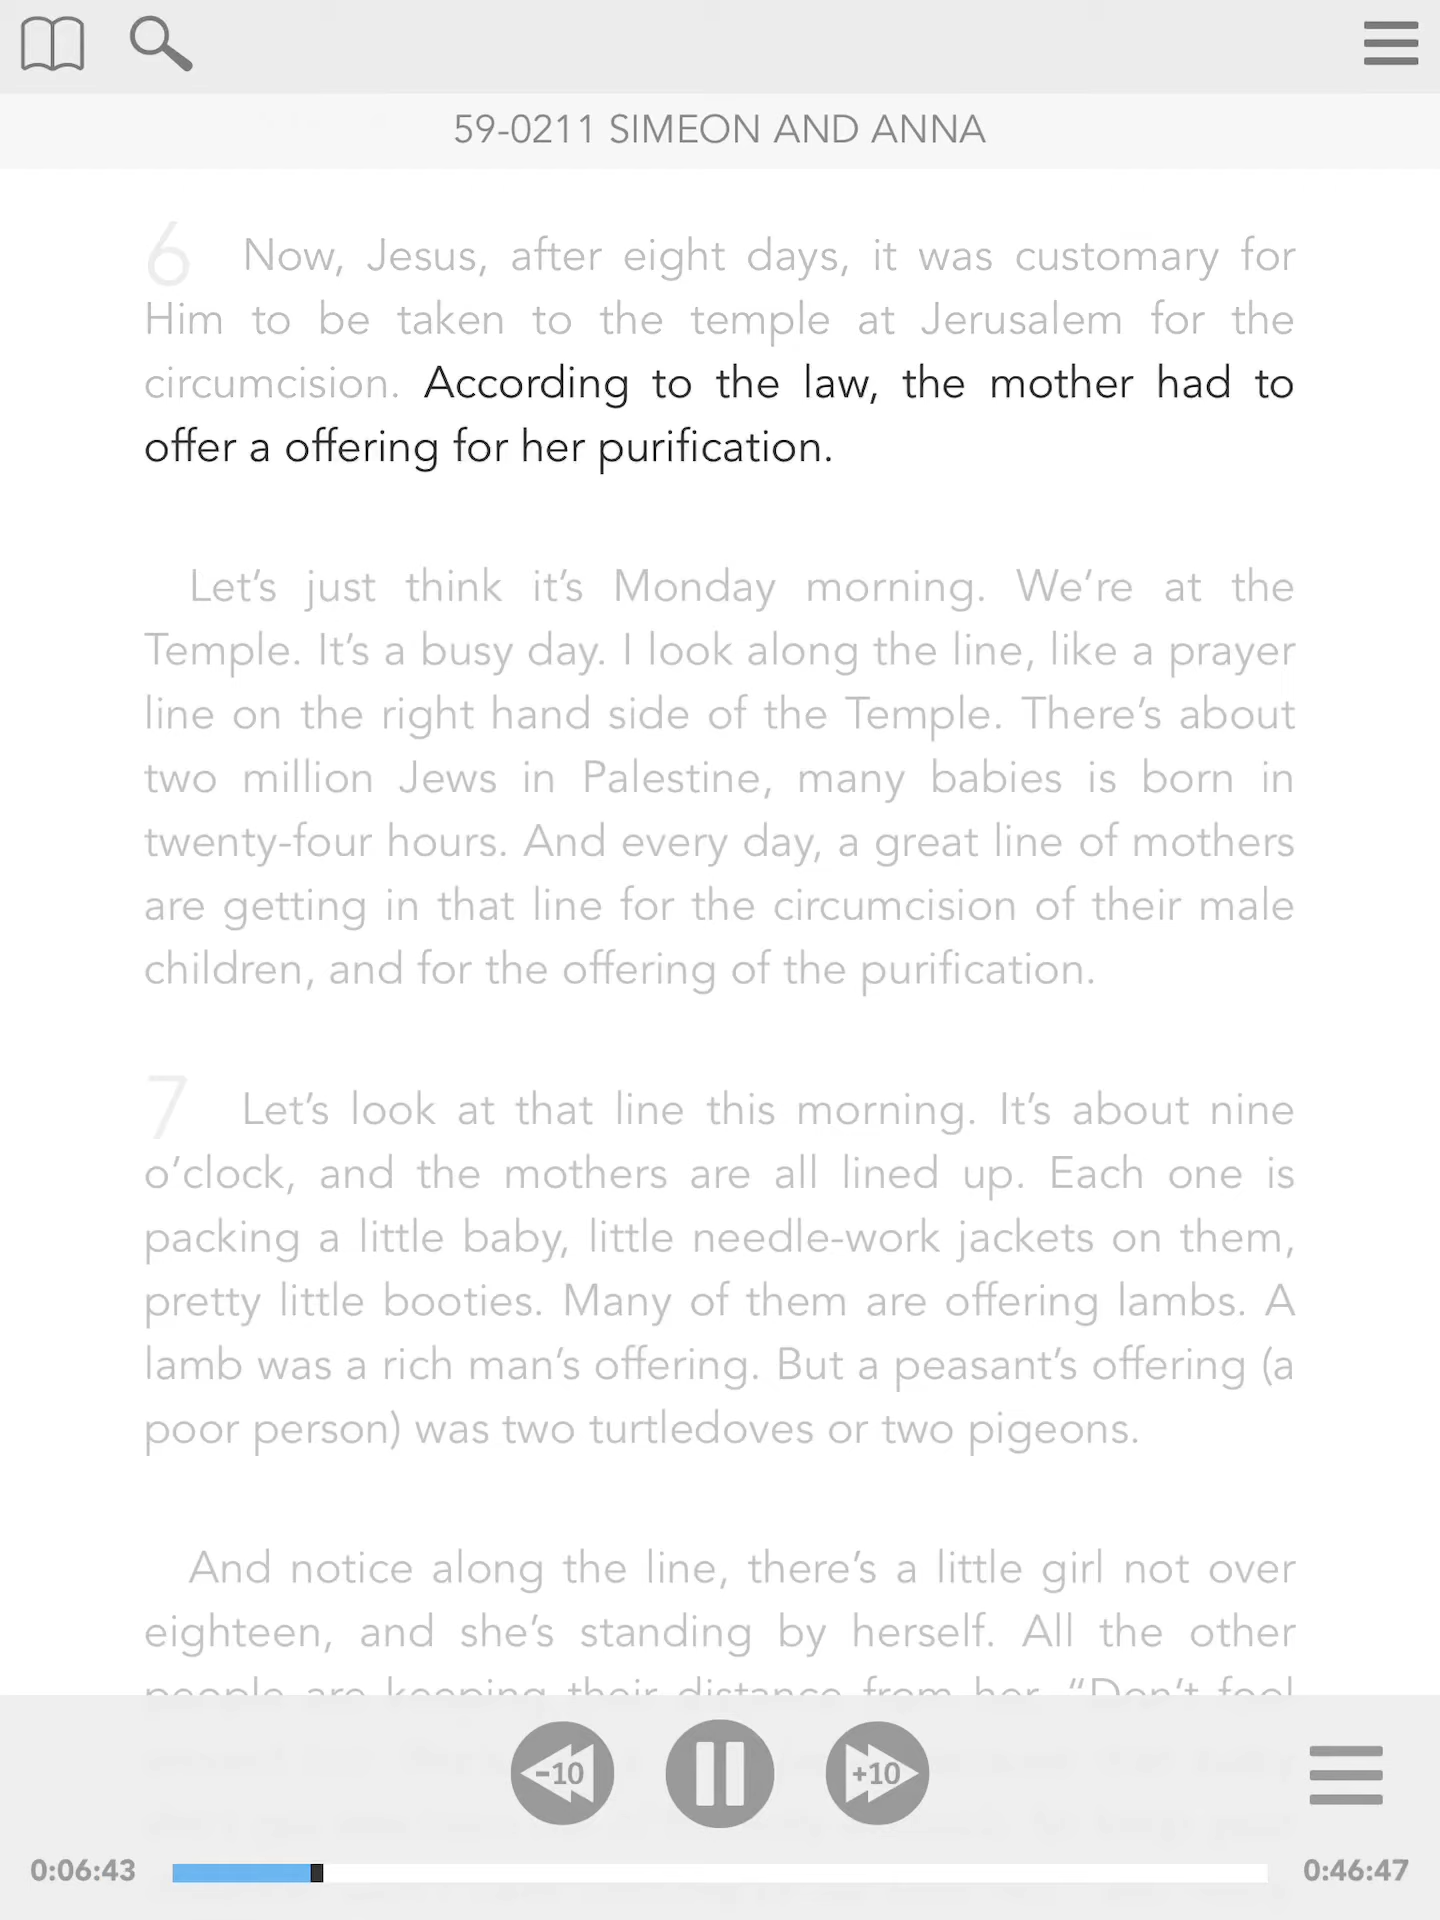 59-0211 SIMEON AND ANNA
6 Now, Jesus, after eight days, it was customary for
Him to be taken to the temple at Jerusalem for the
circumcision. According to the law, the mother had to
offer a offering for her purification.
Let’s just think it’s Monday morning. We’re at the
Temple. It’s a busy day. I look along the line, like a prayer
line on the right hand side of the Temple. There’s about
two million Jews in Palestine, many babies is born in
twenty-four hours. And every day, a great line of mothers
are getting in that line for the circumcision of their male
children, and for the offering of the purification.
7 Let’s look at that line this morning. It’s about nine
o’clock, and the mothers are all lined up. Each one is
packing a little baby, little needle-work jackets on them,
pretty little booties. Many of them are offering lambs. A
lamb was a rich man’s offering. But a peasant’s offering (a
poor person) was two turtledoves or two pigeons.
And notice along the line, there’s a little girl not over
eighteen, and she’s standing by herself. All the other
people are keeping their distance from her. “Don’t fool
-10 +10
0:06:43 0:46:47